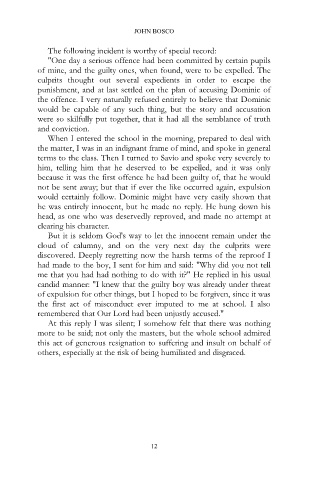 JOHN BOSCO
The following incident is worthy of special record:
"One day a serious offence had been committed by certain pupils
of mine, and the guilty ones, when found, were to be expelled. The
culprits thought out several expedients in order to escape the
punishment, and at last settled on the plan of accusing Dominic of
the offence. I very naturally refused entirely to believe that Dominic
would be capable of any such thing, but the story and accusation
were so skilfully put together, that it had all the semblance of truth
and conviction.
When I entered the school in the morning, prepared to deal with
the matter, I was in an indignant frame of mind, and spoke in general
terms to the class. Then I turned to Savio and spoke very severely to
him, telling him that he deserved to be expelled, and it was only
because it was the first offence he had been guilty of, that he would
not be sent away; but that if ever the like occurred again, expulsion
would certainly follow. Dominic might have very easily shown that
he was entirely innocent, but he made no reply. He hung down his
head, as one who was deservedly reproved, and made no attempt at
clearing his character.
But it is seldom God's way to let the innocent remain under the
cloud of calumny, and on the very next day the culprits were
discovered. Deeply regretting now the harsh terms of the reproof I
had made to the boy, I sent for him and said: "Why did you not tell
me that you had had nothing to do with it?" He replied in his usual
candid manner: "I knew that the guilty boy was already under threat
of expulsion for other things, but I hoped to be forgiven, since it was
the first act of misconduct ever imputed to me at school. I also
remembered that Our Lord had been unjustly accused."
At this reply I was silent; I somehow felt that there was nothing
more to be said; not only the masters, but the whole school admired
this act of generous resignation to suffering and insult on behalf of
others, especially at the risk of being humiliated and disgraced.
12